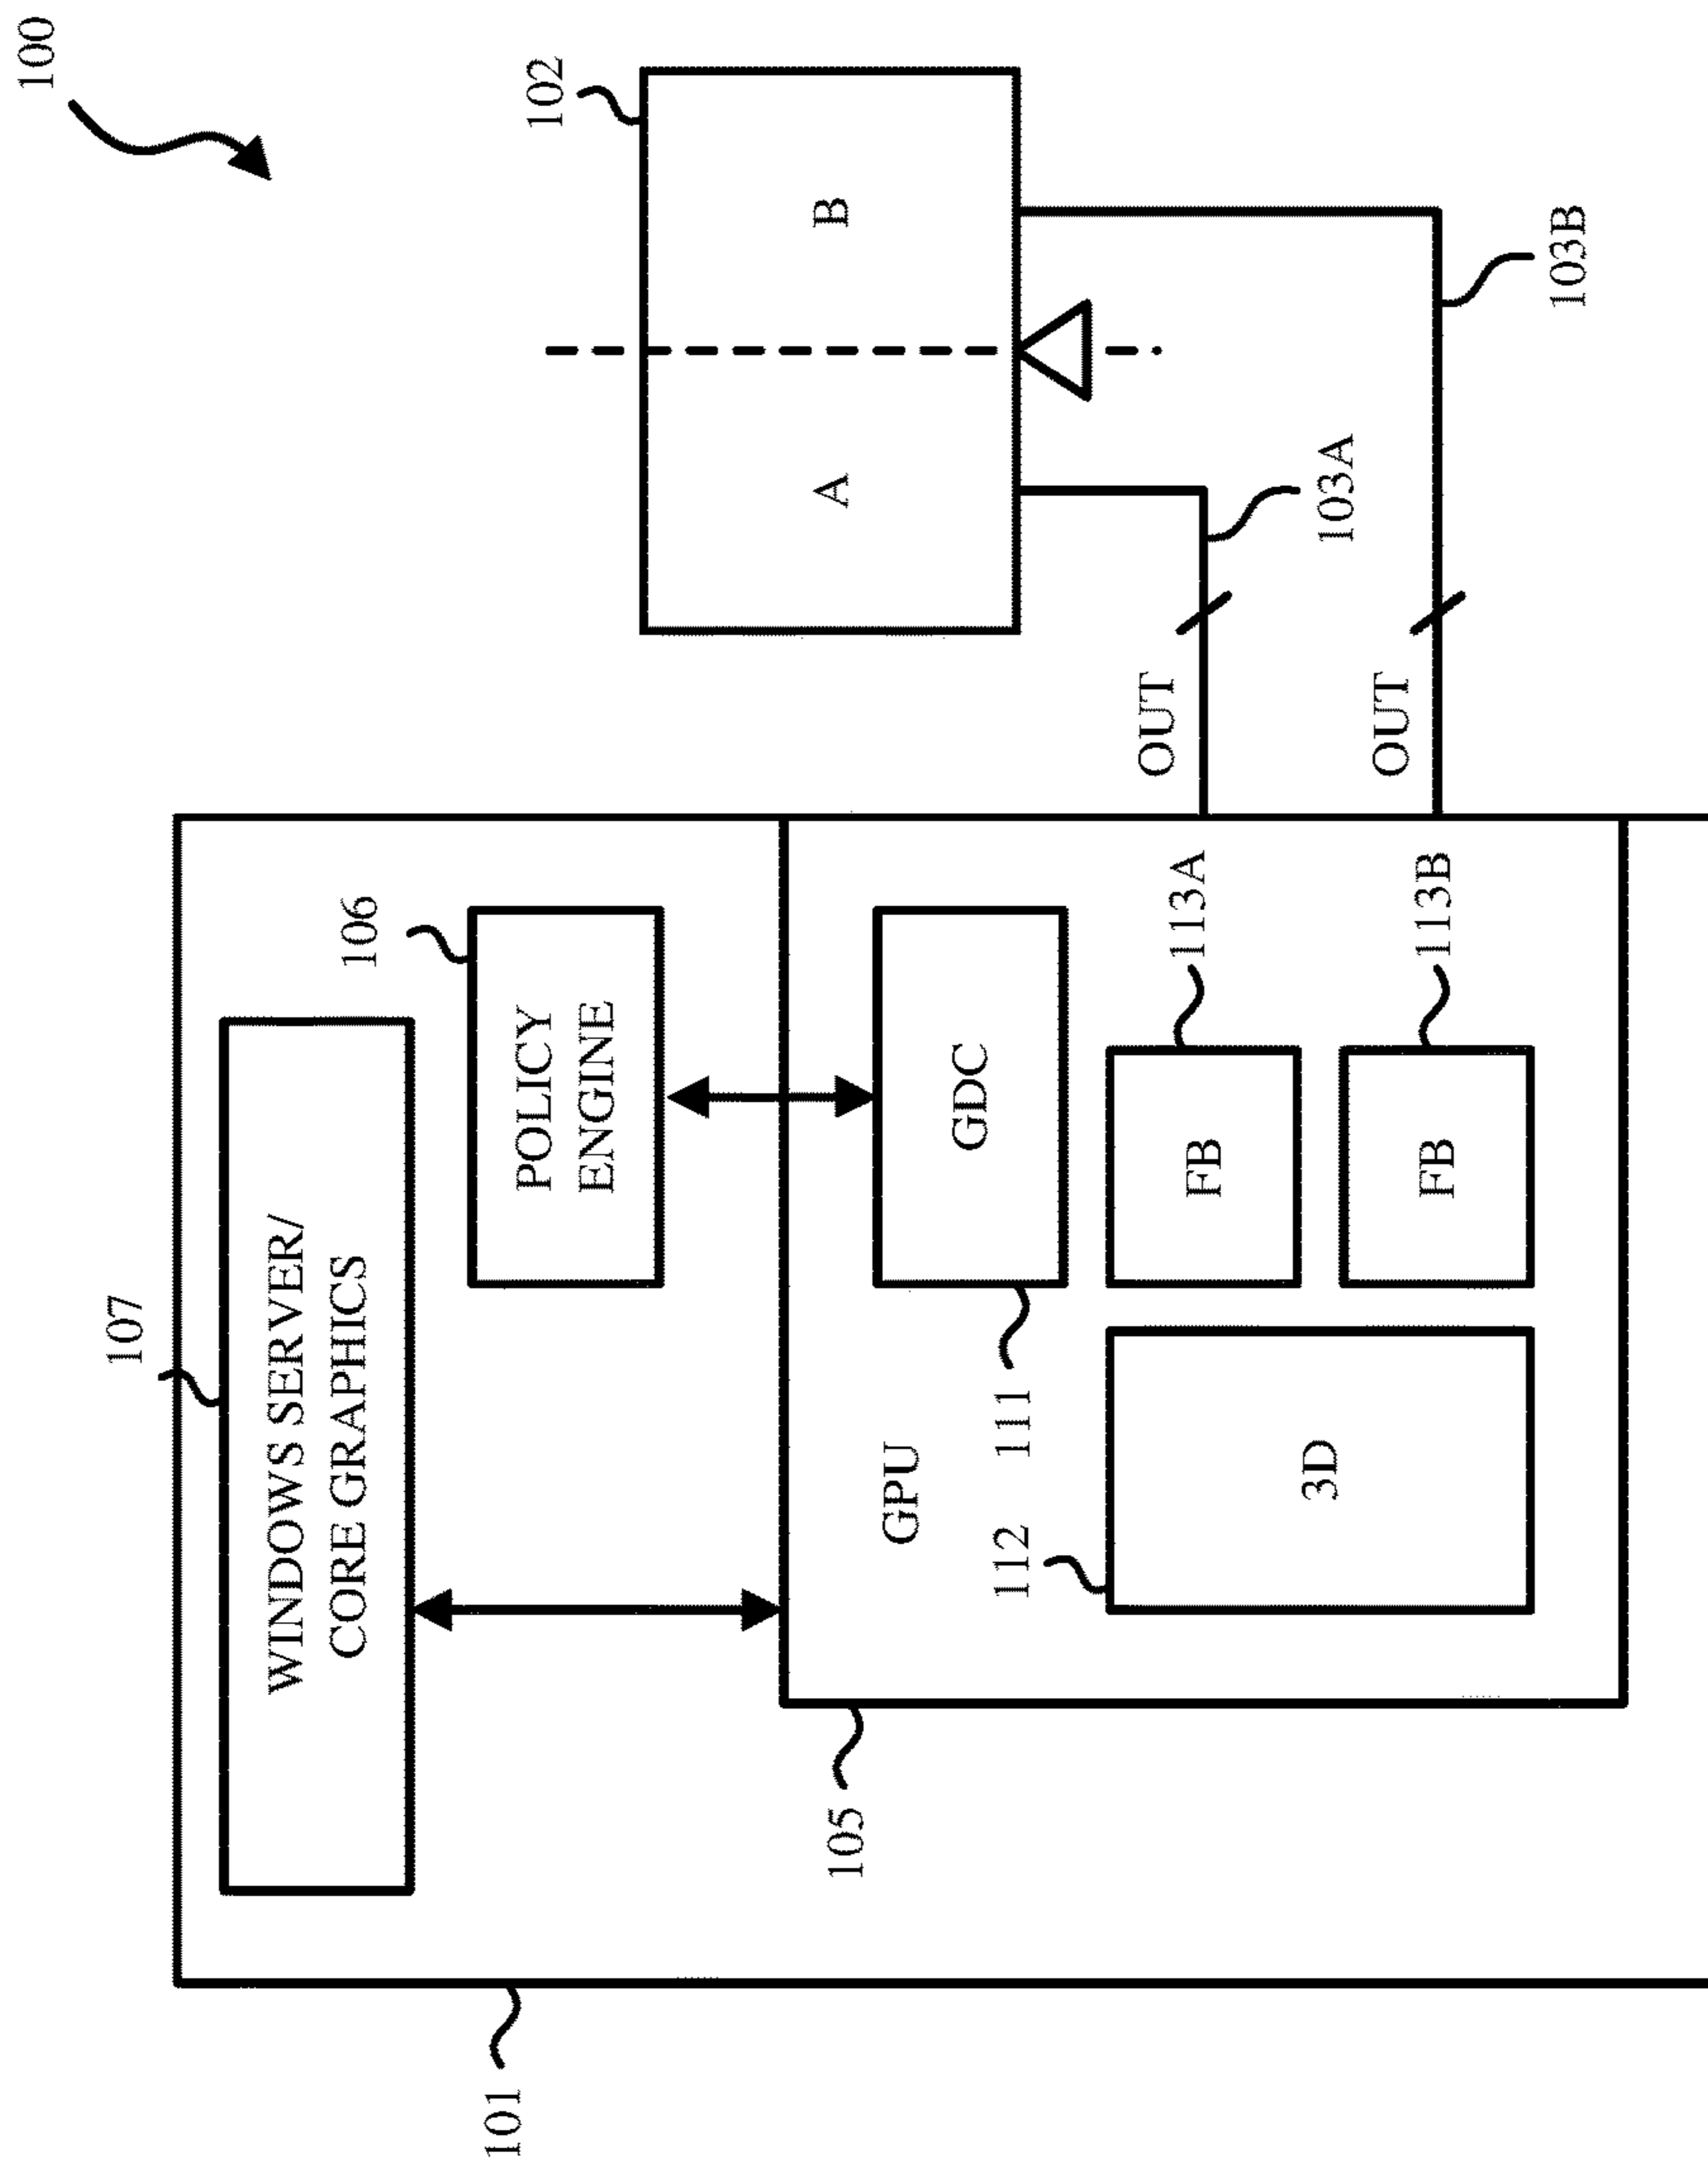 100
102
B
A
103B
103A
OUT
OUT
107
WINDOWS SERVER/
CORE GRAPHICS
106
POLICY
ENGINE
GPU
GDC
111
112
3D
FB
113A
FB
113B
105
101